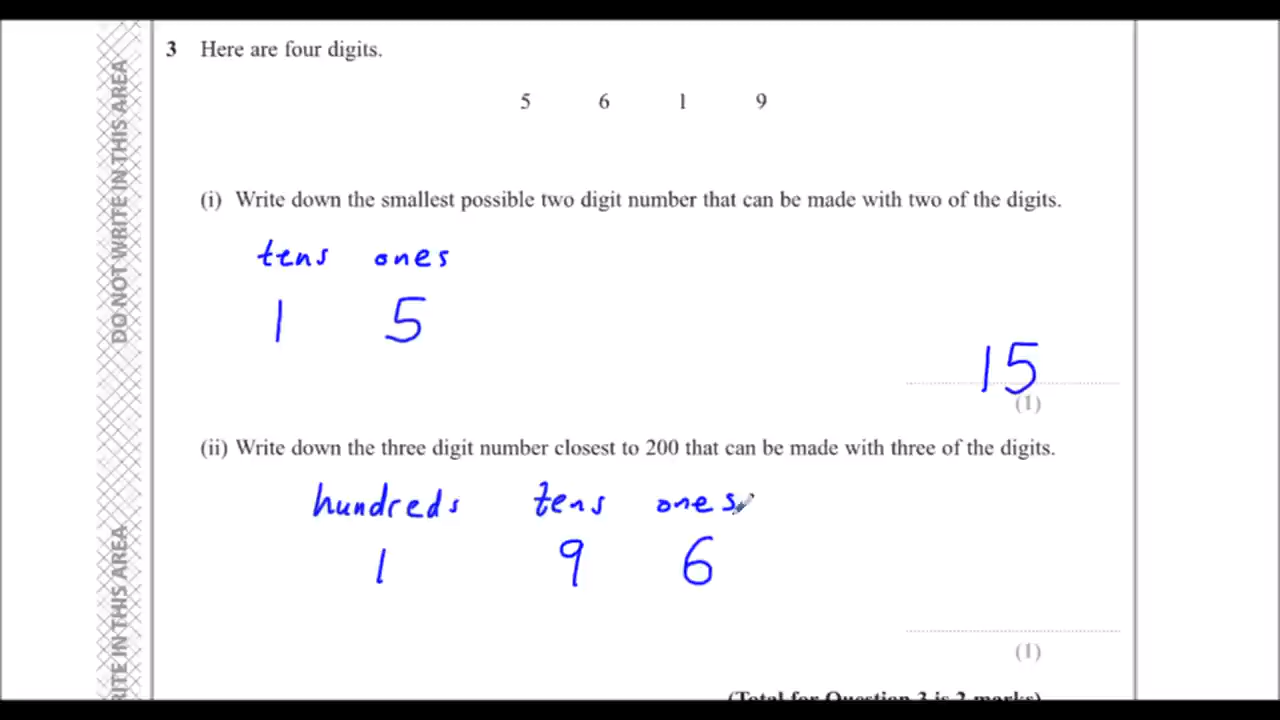 3 Here are four digits.
5 6 1 9
(i) Write down the smallest possible two digit number that can be made with two of the digits.
tens ones
1 5
15
(1)
(ii) Write down the three digit number closest to 200 that can be made with three of the digits.
hundreds tens ones
1 9 6
(1)
(Total for Question 3 is 2 marks)
DO NOT WRITE IN THIS AREA
RITE IN THIS AREA